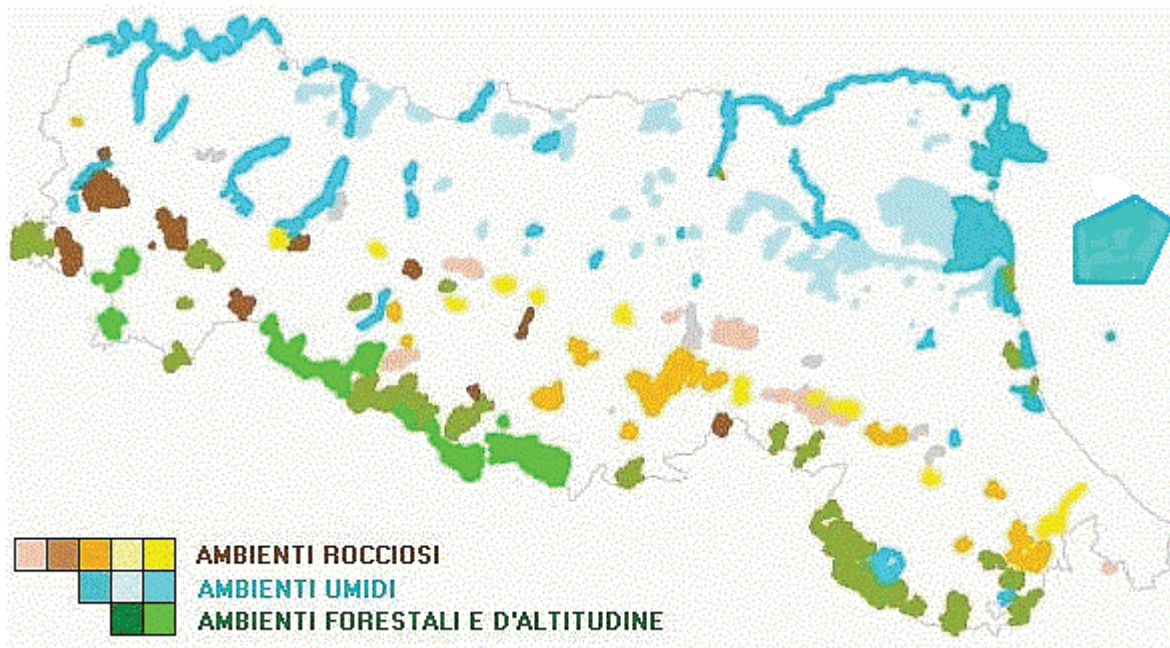 AMBIENTI ROCCIOSI
AMBIENTI UMIDI
AMBIENTI FORESTALI E D'ALTITUDINE